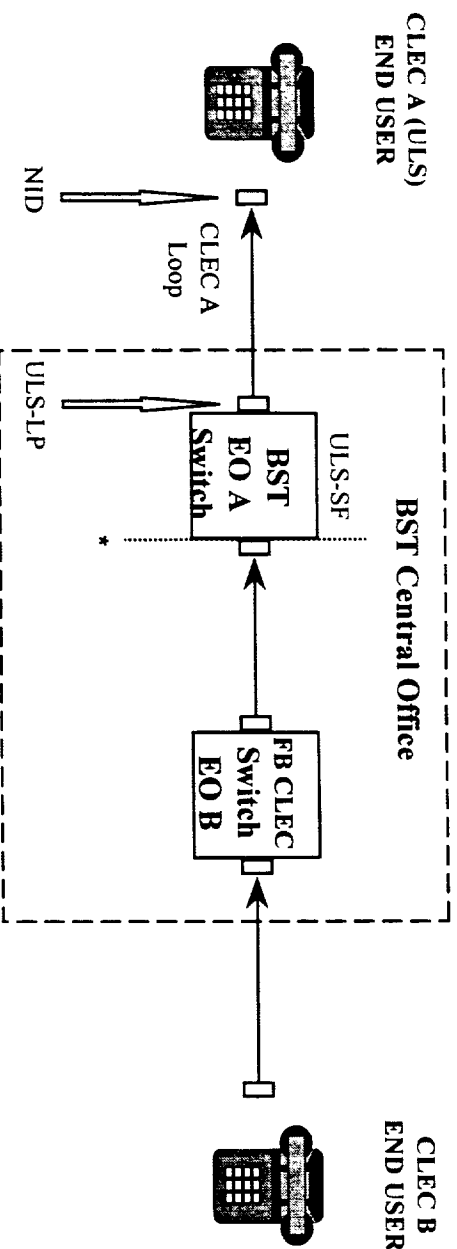 CLEC A (ULS)
END USER
NID
CLEC A
Loop
ULS-LP
ULS-SF
BST
EO A
Switch
*
BST Central Office
FB CLEC
Switch
EO B
CLEC B
END USER